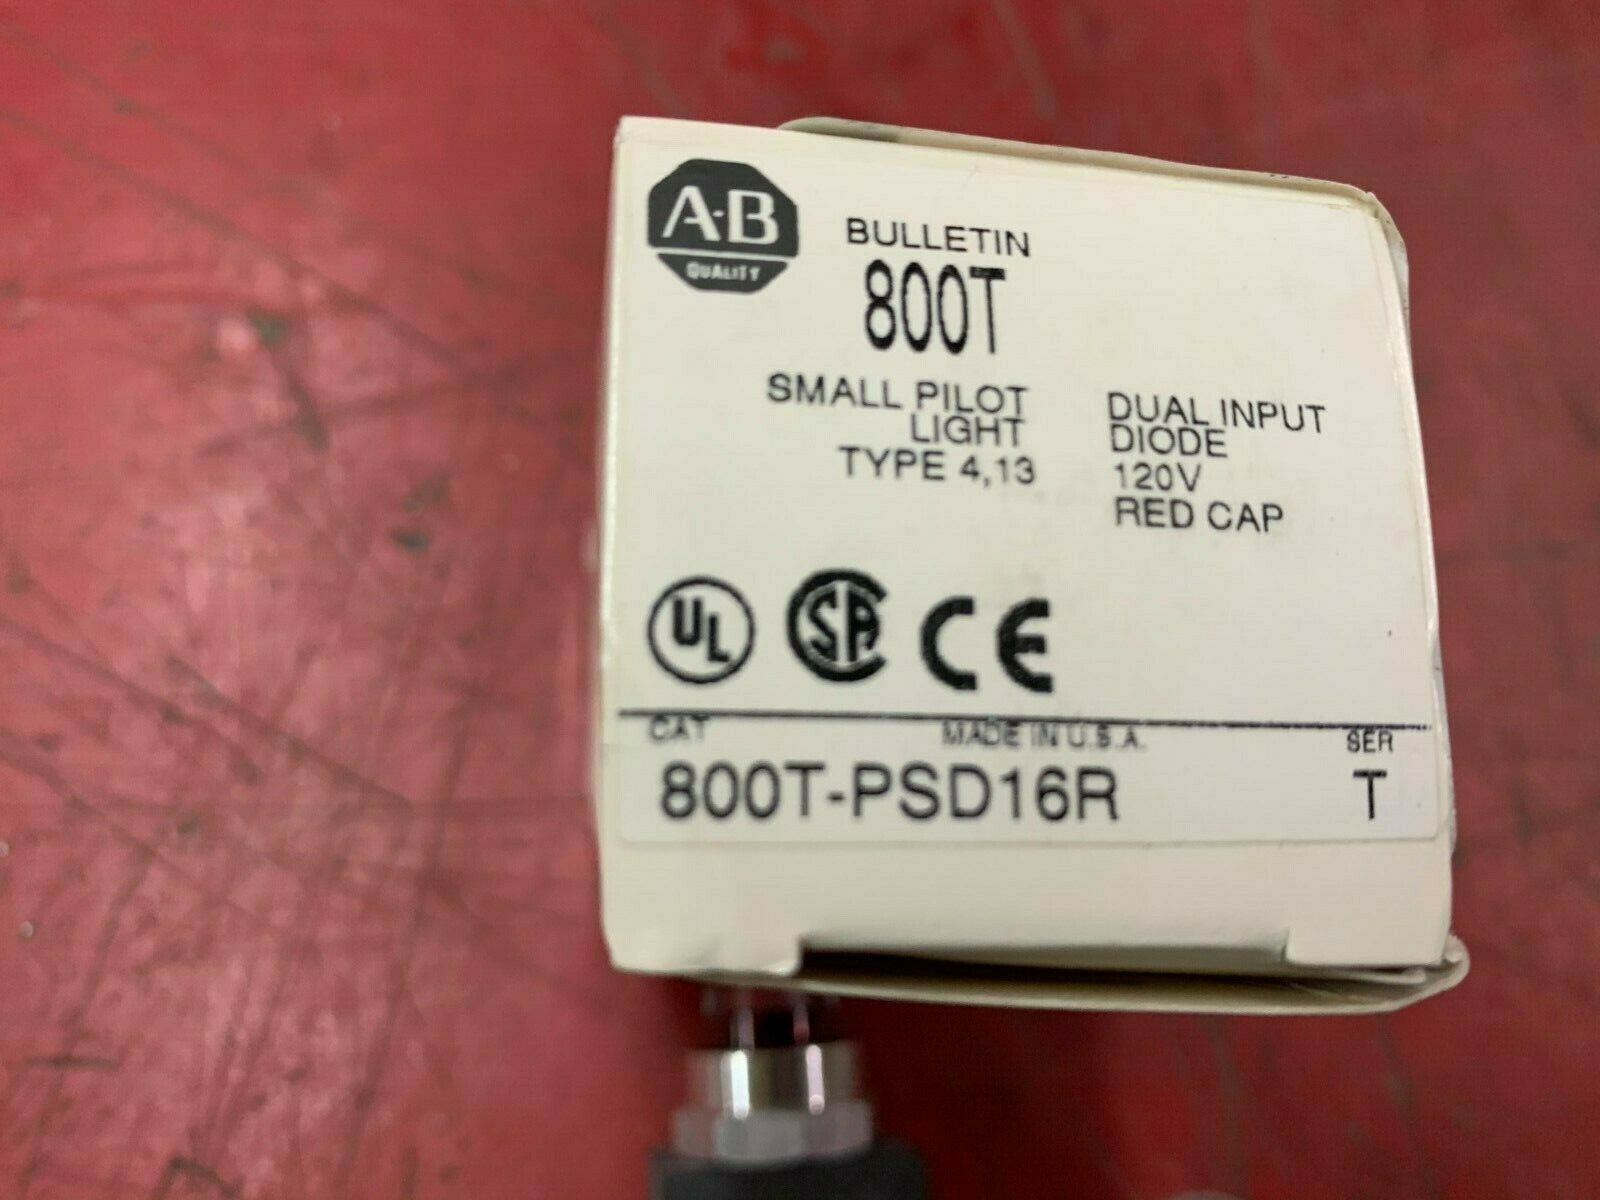 A-B
QUALITY
BULLETIN
800T
SMALL PILOT
LIGHT
TYPE 4,13
DUAL INPUT
DIODE
120V
RED CAP
UL
SA
CE
CAT
MADE IN U.S.A.
SER
800T-PSD16R
T